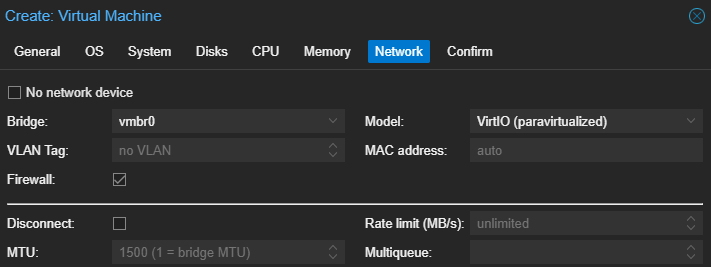 Create: Virtual Machine
General OS System Disks CPU Memory Network Confirm
No network device
Bridge: vmbr0 Model: VirtIO (paravirtualized)
VLAN Tag: no VLAN MAC address: auto
Firewall:
Disconnect: Rate limit (MB/s): unlimited
MTU: 1500 (1 = bridge MTU) Multiqueue: